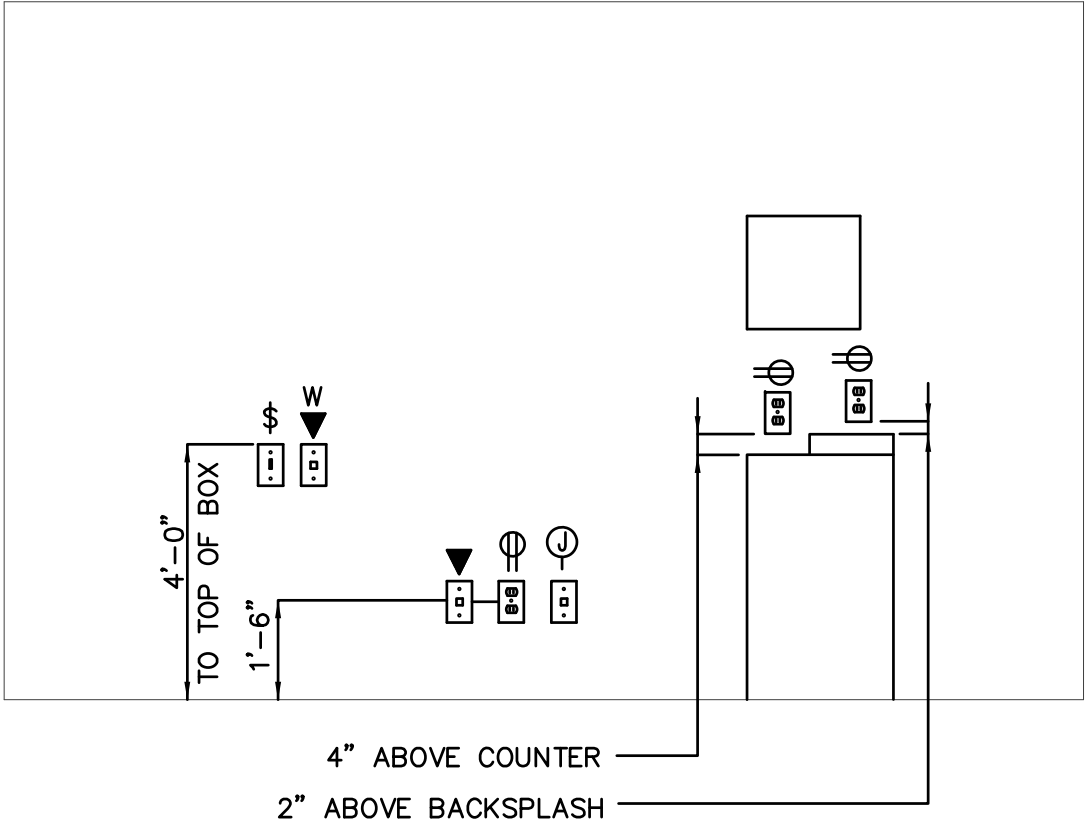 W
$
4'-0"
TO TOP OF BOX
J
1'-6"
4" ABOVE COUNTER
2" ABOVE BACKSPLASH